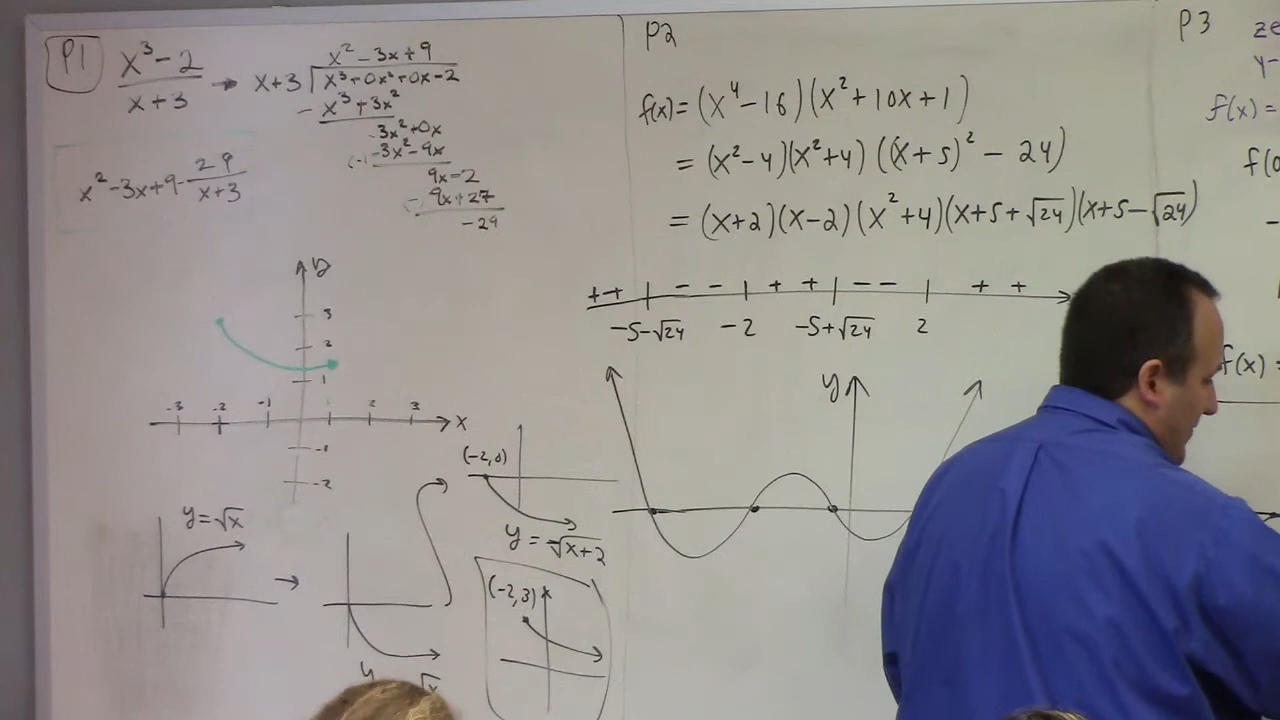 P1
x³ - 2 / x + 3 → x + 3 ) x³ + 0x² + 0x - 2
x² - 3x + 9
- x³ + 3x²
-3x² + 0x
(-) -3x² - 9x
9x - 2
- 9x + 27
-29
x² - 3x + 9 - 29 / x + 3
y
3
2
1
-3 -2 -1 1 2 3 x
-1
-2
y = √x
(-2, 0)
y = -√x+2
(-2, 3)
P2
f(x) = (x⁴ - 16)(x² + 10x + 1)
= (x² - 4)(x² + 4)((x + 5)² - 24)
= (x + 2)(x - 2)(x² + 4)(x + 5 + √24)(x + 5 - √24)
+ + | - - | + + | - - | + +
-5-√24 -2 -5+√24 2
y
P3
ze
y-
f(x) =
f(0
-
f(x) =